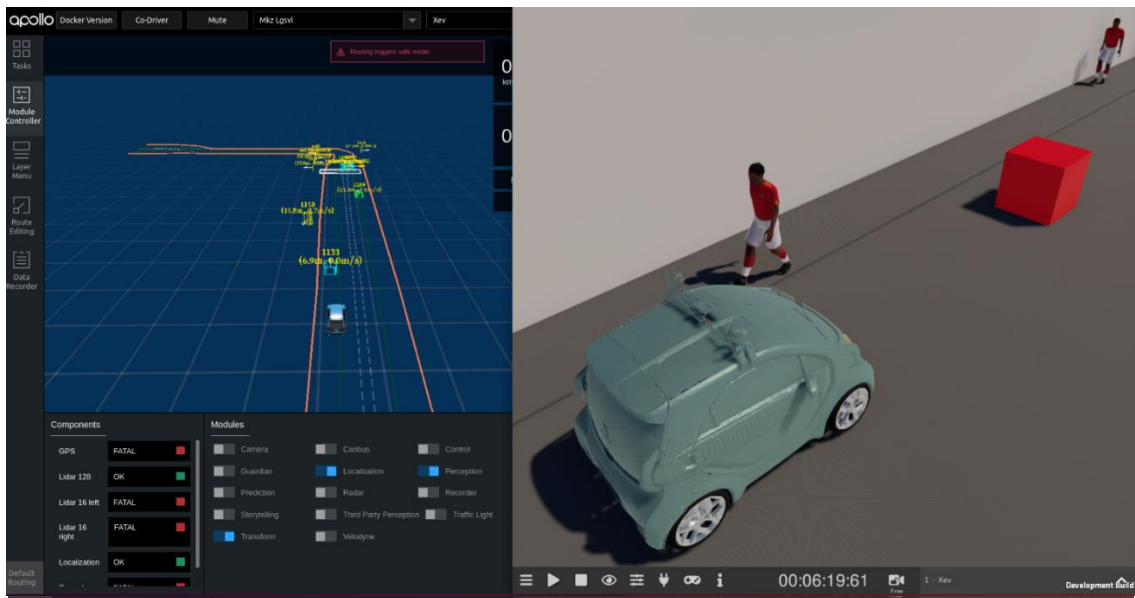 apollo Docker Version Co-Driver Mute Mkz Lgsvl Xev
Routing triggers safe mode!
Tasks
Module
Controller
Layer
Menu
Route
Editing
Data
Recorder
Default
Routing
0
km
0
1133
(6.9m, 0.0m/s)
Components
GPS FATAL
Lidar 128 OK
Lidar 16 left FATAL
Lidar 16
right FATAL
Localization OK
Modules
Camera Canbus Control
Guardian Localization Perception
Prediction Radar Recorder
Storytelling Third Party Perception Traffic Light
Transform Velodyne
00:06:19:61
Free
1 - Xev
Development Build